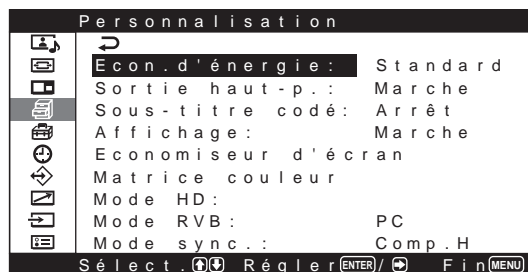 Personnalisation
Econ.d'énergie: Standard
Sortie haut-p.: Marche
Sous-titre codé: Arrêt
Affichage: Marche
Economiseur d'écran
Matrice couleur
Mode HD:
Mode RVB: PC
Mode sync.: Comp.H
Sélect. Régler ENTER / Fin MENU